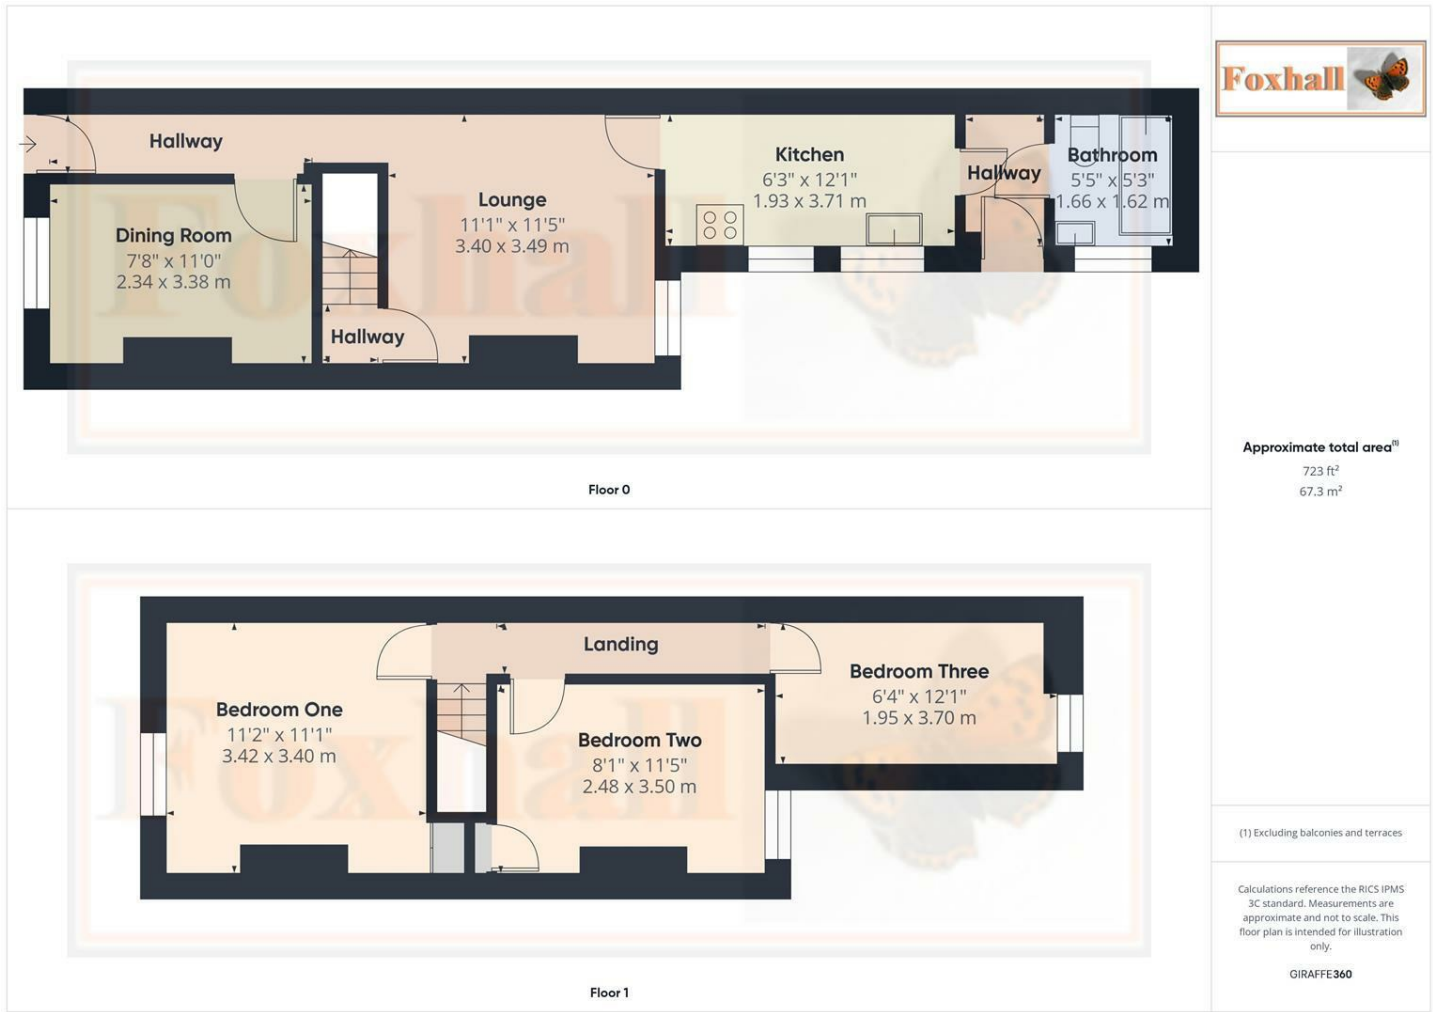 Hallway
Dining Room
7'8" x 11'0"
2.34 x 3.38 m
Hallway
Lounge
11'1" x 11'5"
3.40 x 3.49 m
Kitchen
6'3" x 12'1"
1.93 x 3.71 m
Hallway
Bathroom
5'5" x 5'3"
1.66 x 1.62 m
Foxhall
Floor 0
Landing
Bedroom One
11'2" x 11'1"
3.42 x 3.40 m
Bedroom Two
8'1" x 11'5"
2.48 x 3.50 m
Bedroom Three
6'4" x 12'1"
1.95 x 3.70 m
Foxhall
Floor 1
Foxhall
Approximate total area(1)
723 ft²
67.3 m²
(1) Excluding balconies and terraces
Calculations reference the RICS IPMS
3C standard. Measurements are
approximate and not to scale. This
floor plan is intended for illustration
only.
GIRAFFE360